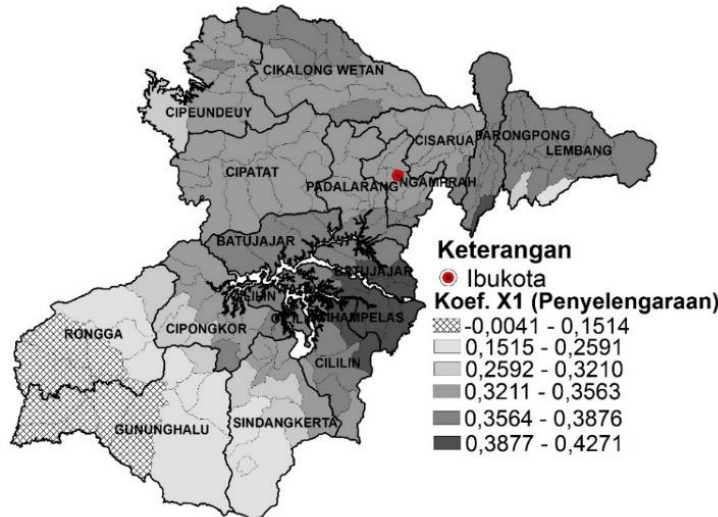 CIKALONG WETAN
CIPEUNDEUY
CISARUA
PARONGPONG
LEMBANG
CIPATAT
PADALARANG
NGAMPRAH
BATUJAJAR
BATUJAJAR
CIHAMPELAS
RONGGA
CIPONGKOR
CILILIN
GUNUNGHALU
SINDANGKERTA
Keterangan
Ibukota
Koef. X1 (Penyelengaraan)
-0,0041 - 0,1514
0,1515 - 0,2591
0,2592 - 0,3210
0,3211 - 0,3563
0,3564 - 0,3876
0,3877 - 0,4271